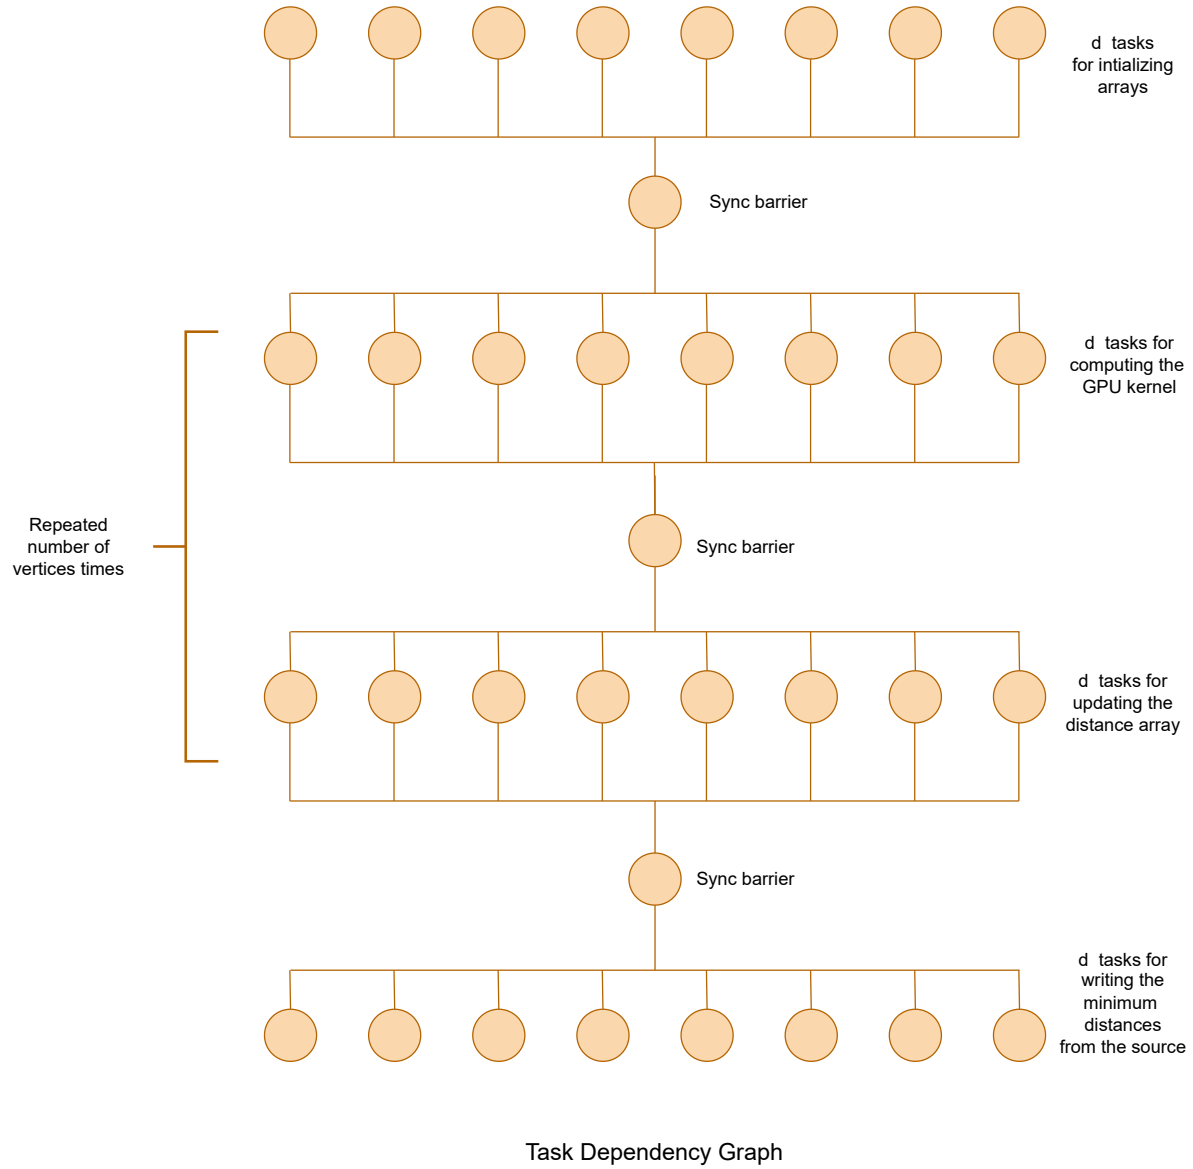 d tasks
for intializing
arrays
Sync barrier
d tasks for
computing the
GPU kernel
Repeated
number of
vertices times
Sync barrier
d tasks for
updating the
distance array
Sync barrier
d tasks for
writing the
minimum
distances
from the source
Task Dependency Graph